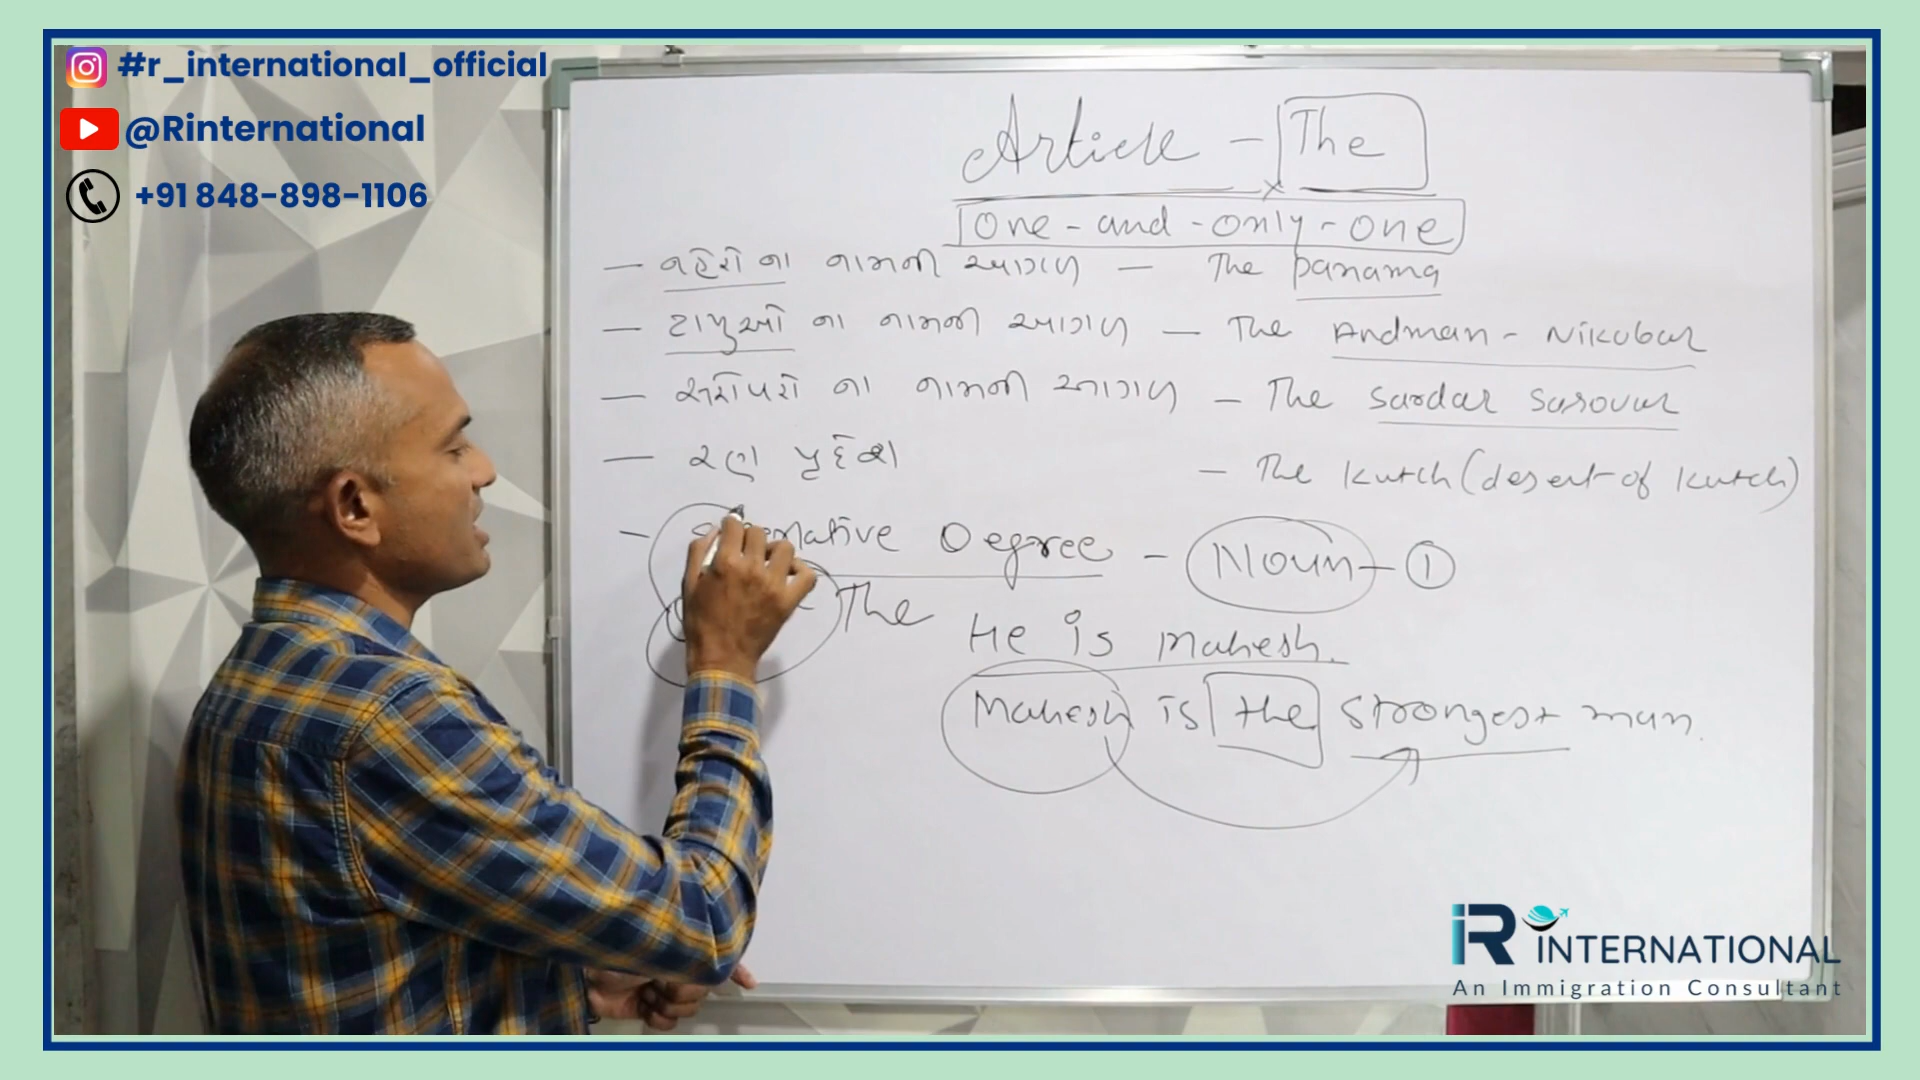 #r_international_official
@Rinternational
+91 848-898-1106
Article - The
One-and-only-one
— નહેરો ના નામની આગળ — The panama
— ટાપુઓ ના નામની આગળ — The Andman - Nikobar
— સરોવરો ના નામની આગળ — The Sardar Sarovar
— રણ પ્રદેશ — The Kutch (desert of Kutch)
— Degree — Noun — ①
The He is Mahesh.
Mahesh is the strongest man.
iR INTERNATIONAL
An Immigration Consultant